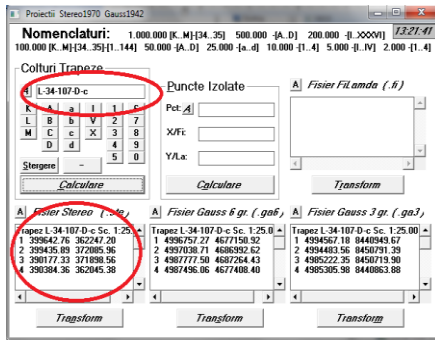 Proiectii Stereo1970 Gauss1942
Nomenclaturi: 1.000.000 [K..M]-[34..35] 500.000 -[A..D] 200.000 -[I..XXXVI] 13:21:41
100.000 [K..M]-[34..35]-[1..144] 50.000 -[A..D] 25.000 -[a..d] 10.000 -[1..4] 5.000 -[I..IV] 2.000 -[1..4]
Colturi Trapeze
L-34-107-D-c
K A a I 1 6
L B b V 2 7
M C c X 3 8
D d 4 9
5 0
Stergere -
Calculare
Puncte Izolate
Pct: A
X/Fi:
Y/La:
Calculare
A Fisier FiLamda (.fi)
Transform
A Fisier Stereo (.ste)
Trapez L-34-107-D-c Sc. 1:25.
1 399642.76 362247.20
2 399435.89 372085.96
3 390177.33 371898.56
4 390384.36 362045.38
Transform
A Fisier Gauss 6 gr. (.ga6)
Trapez L-34-107-D-c Sc. 1:25.0
1 4996757.27 4677150.92
2 4997038.71 4686992.62
3 4987777.50 4687264.43
4 4987496.06 4677408.40
Transform
A Fisier Gauss 3 gr. (.ga3)
Trapez L-34-107-D-c Sc. 1:25.00
1 4994567.18 8440949.67
2 4994483.56 8450791.39
3 4985222.35 8450719.90
4 4985305.98 8440863.88
Transform